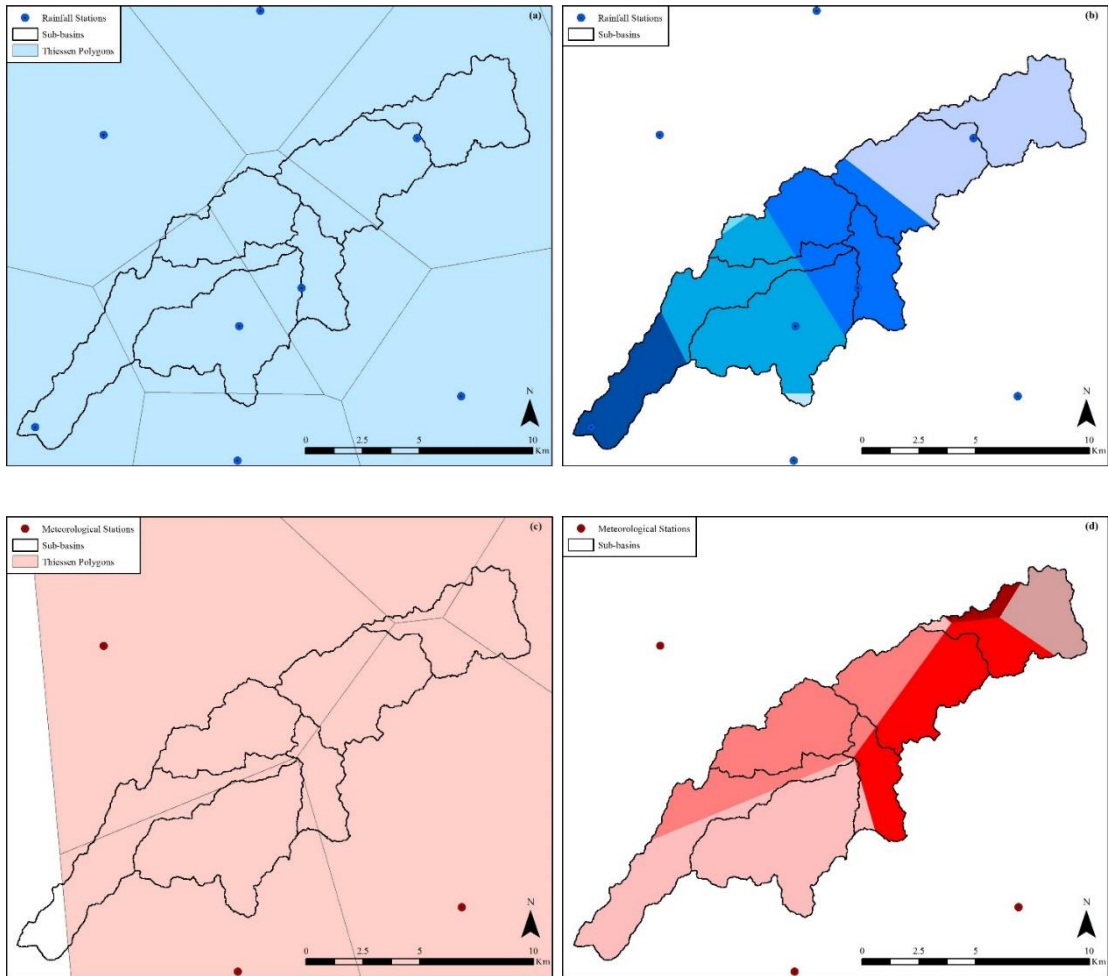 Rainfall Stations
Sub-basins
Thiessen Polygons
(a)
N
0 2.5 5 10
Km
Rainfall Stations
Sub-basins
(b)
N
0 2.5 5 10
Km
Meteorological Stations
Sub-basins
Thiessen Polygons
(c)
N
0 2.5 5 10
Km
Meteorological Stations
Sub-basins
(d)
N
0 2.5 5 10
Km